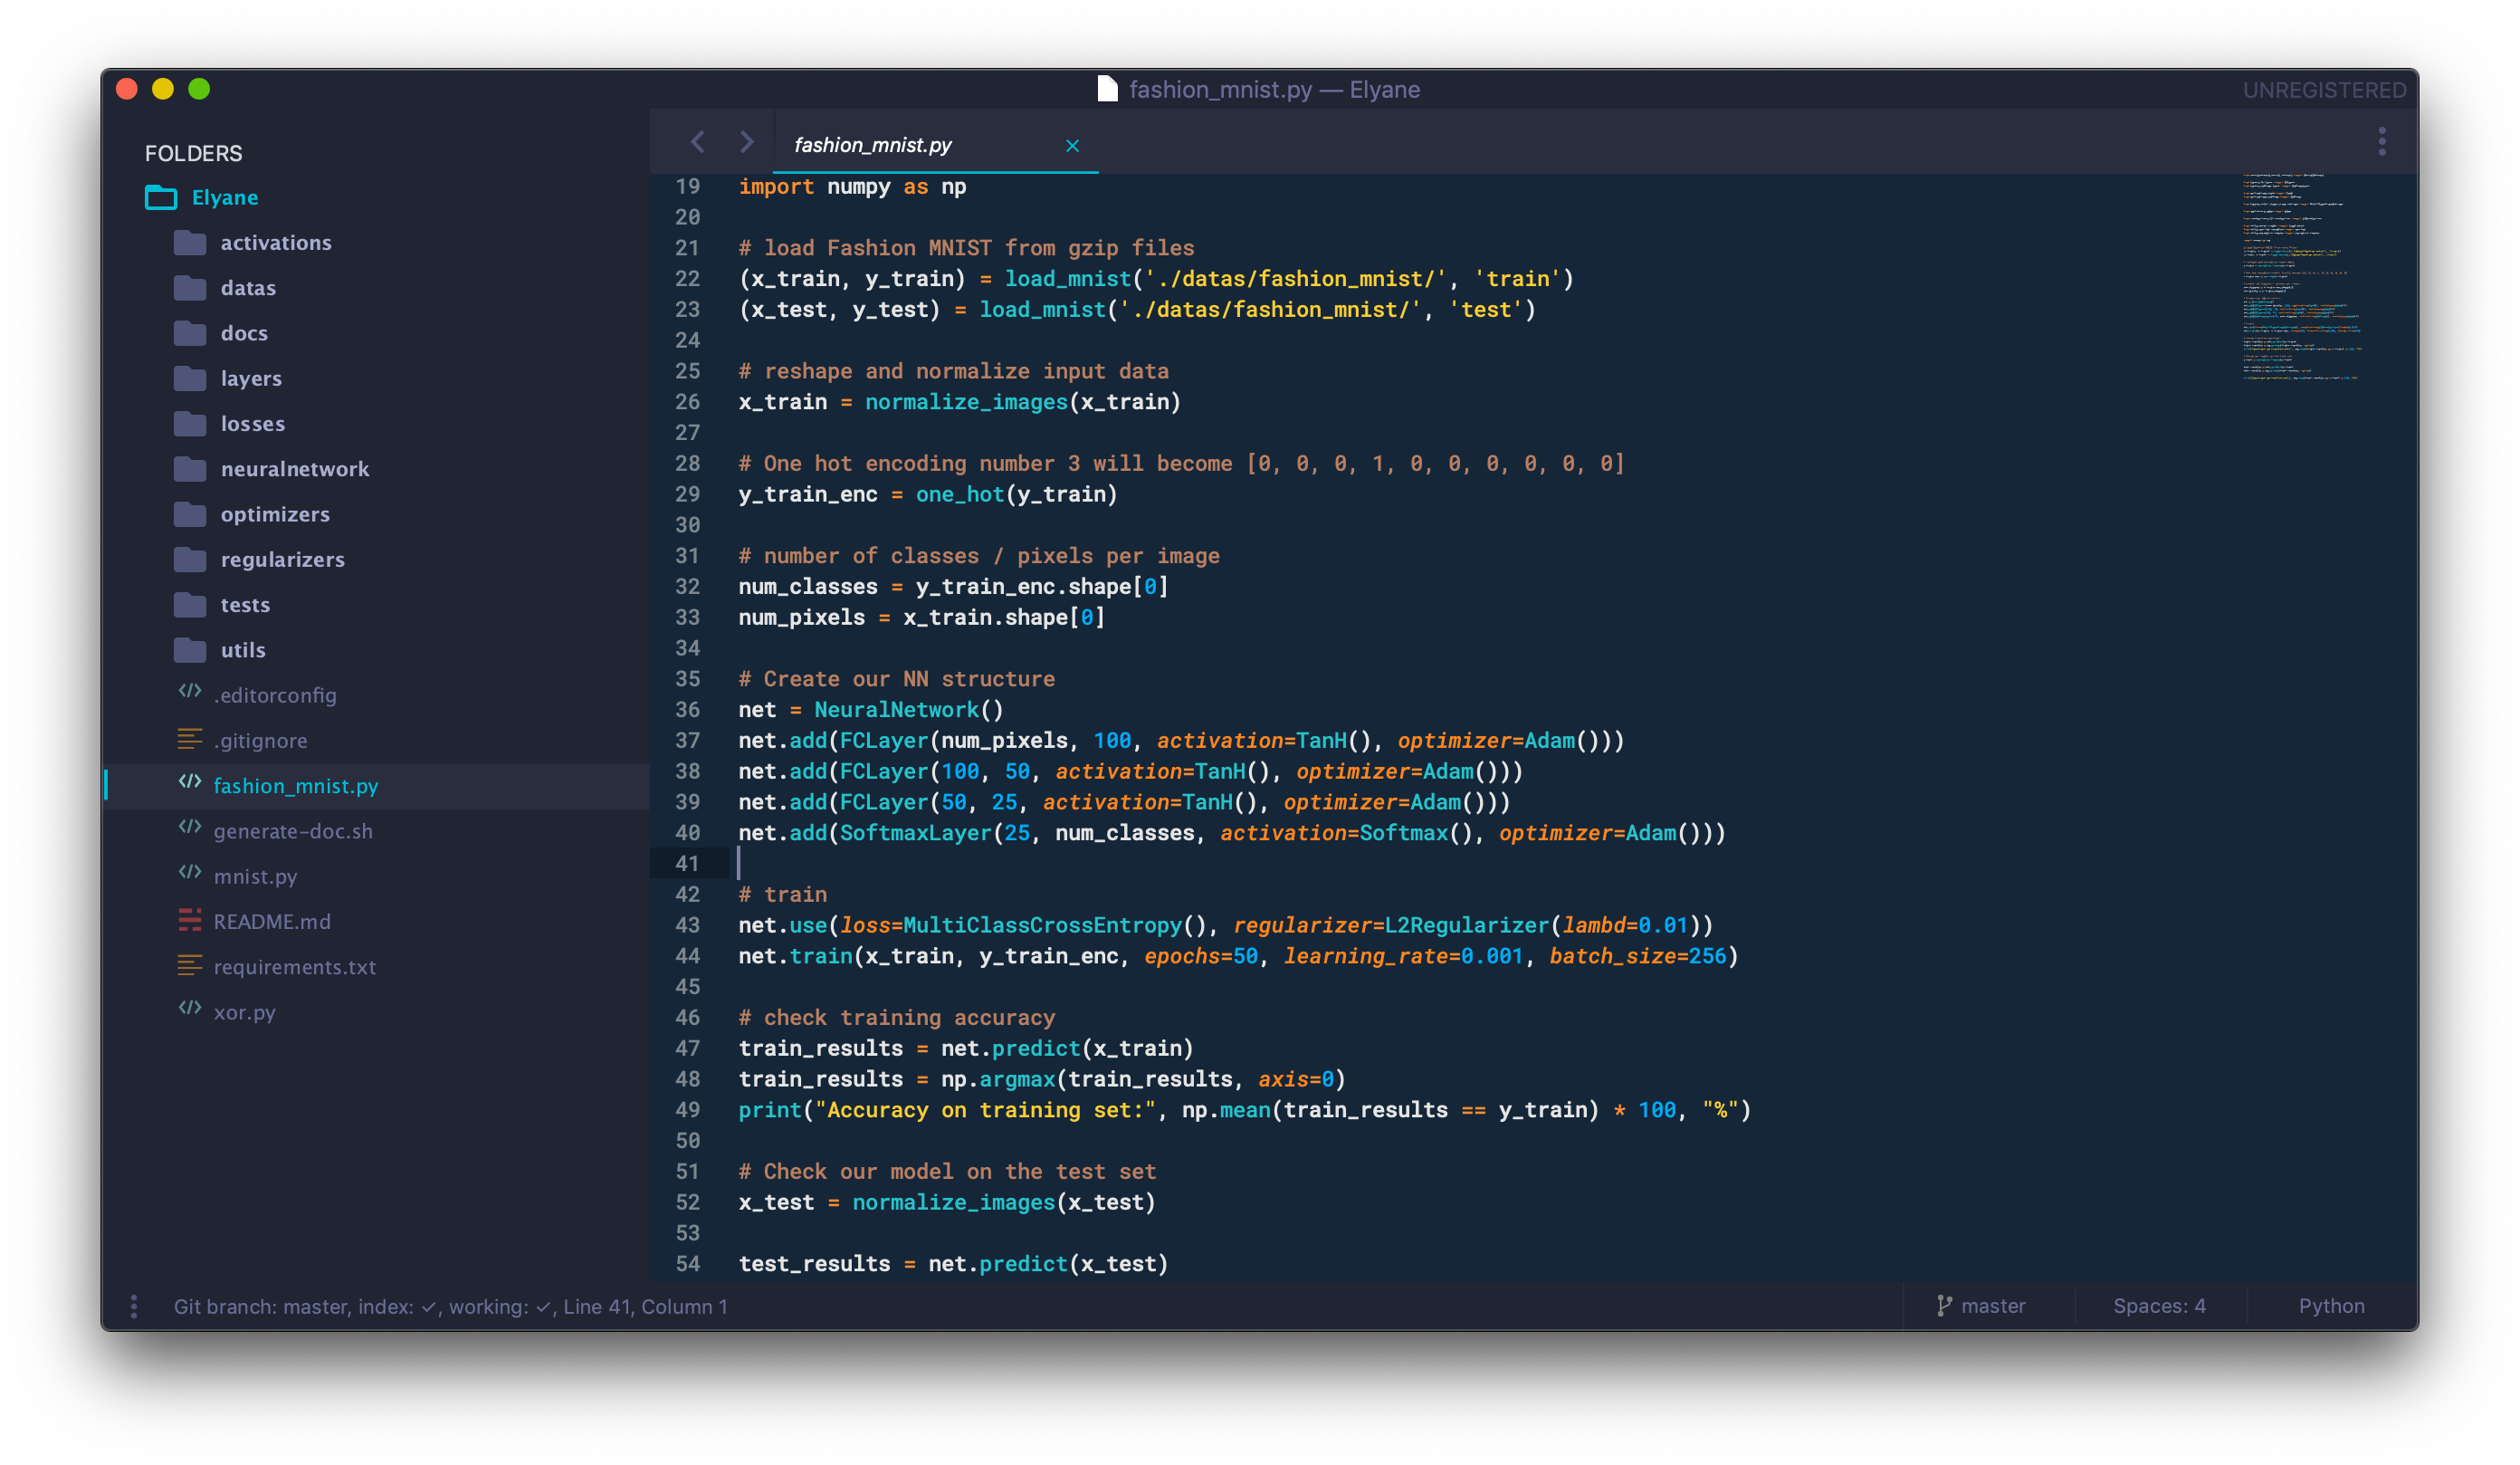 fashion_mnist.py — Elyane
UNREGISTERED
FOLDERS
Elyane
activations
datas
docs
layers
losses
neuralnetwork
optimizers
regularizers
tests
utils
.editorconfig
.gitignore
fashion_mnist.py
generate-doc.sh
mnist.py
README.md
requirements.txt
xor.py
fashion_mnist.py ×
19 import numpy as np
20
21 # load Fashion MNIST from gzip files
22 (x_train, y_train) = load_mnist('./datas/fashion_mnist/', 'train')
23 (x_test, y_test) = load_mnist('./datas/fashion_mnist/', 'test')
24
25 # reshape and normalize input data
26 x_train = normalize_images(x_train)
27
28 # One hot encoding number 3 will become [0, 0, 0, 1, 0, 0, 0, 0, 0, 0]
29 y_train_enc = one_hot(y_train)
30
31 # number of classes / pixels per image
32 num_classes = y_train_enc.shape[0]
33 num_pixels = x_train.shape[0]
34
35 # Create our NN structure
36 net = NeuralNetwork()
37 net.add(FCLayer(num_pixels, 100, activation=TanH(), optimizer=Adam()))
38 net.add(FCLayer(100, 50, activation=TanH(), optimizer=Adam()))
39 net.add(FCLayer(50, 25, activation=TanH(), optimizer=Adam()))
40 net.add(SoftmaxLayer(25, num_classes, activation=Softmax(), optimizer=Adam()))
41
42 # train
43 net.use(loss=MultiClassCrossEntropy(), regularizer=L2Regularizer(lambd=0.01))
44 net.train(x_train, y_train_enc, epochs=50, learning_rate=0.001, batch_size=256)
45
46 # check training accuracy
47 train_results = net.predict(x_train)
48 train_results = np.argmax(train_results, axis=0)
49 print("Accuracy on training set:", np.mean(train_results == y_train) * 100, "%")
50
51 # Check our model on the test set
52 x_test = normalize_images(x_test)
53
54 test_results = net.predict(x_test)
Git branch: master, index: ✓, working: ✓, Line 41, Column 1
master
Spaces: 4
Python